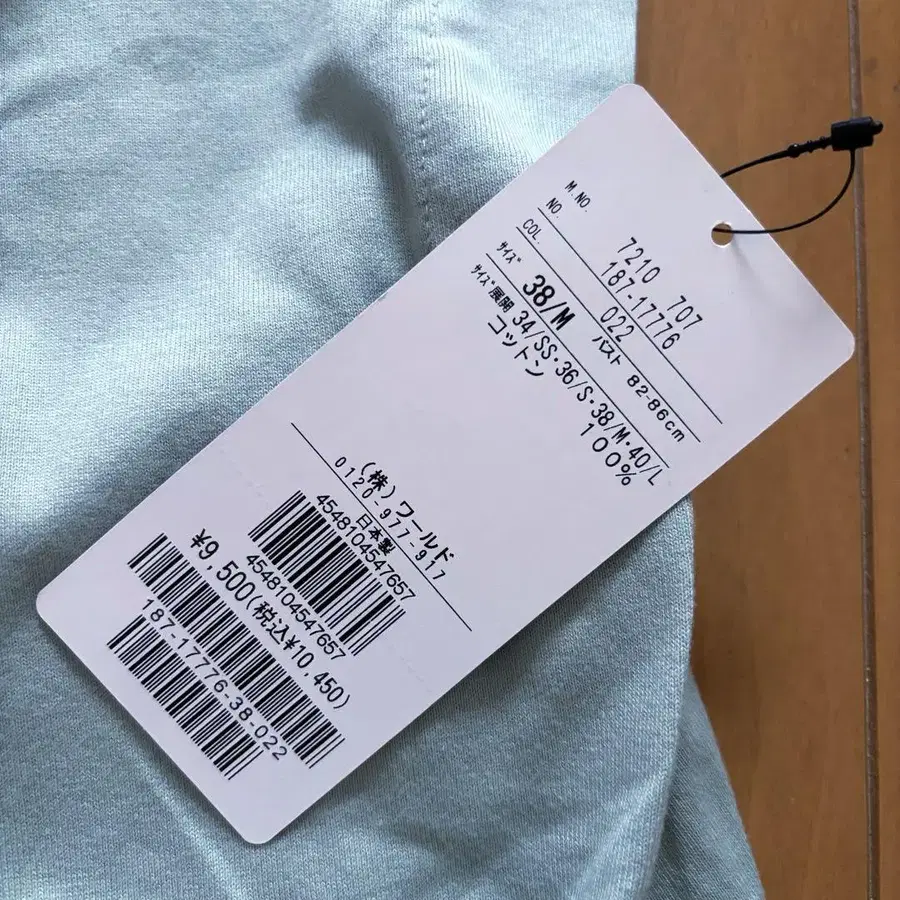 M.NO. 7210 707
NO. 187-17776
COL. 022 バスト 82-86cm
サイズ 38/M
サイズ展開 34/SS・36/S・38/M・40/L
コットン 100%
(株)ワールド
0120-977-917
日本製
4548104547657
4548104547657
¥9,500(税込¥10,450)
187-17776-38-022